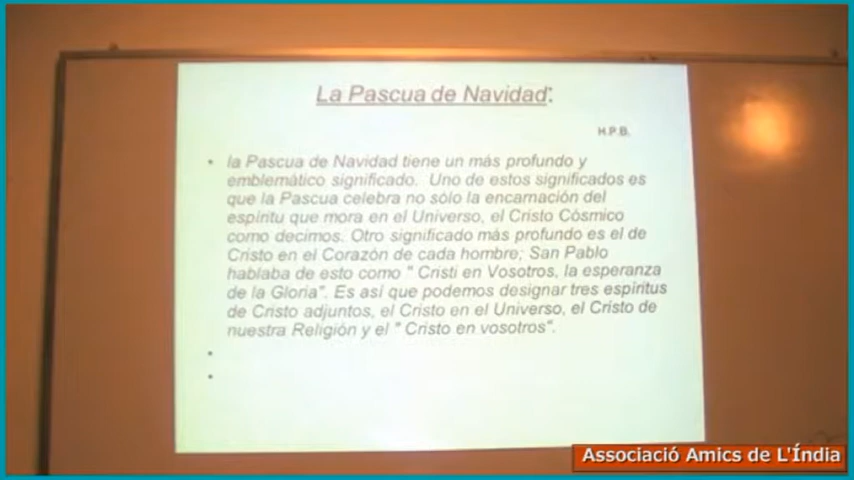 La Pascua de Navidad:
H.P.B.
• la Pascua de Navidad tiene un más profundo y
emblemático significado. Uno de estos significados es
que la Pascua celebra no sólo la encarnación del
espíritu que mora en el Universo, el Cristo Cósmico
como decimos. Otro significado más profundo es el de
Cristo en el Corazón de cada hombre; San Pablo
hablaba de esto como " Cristi en Vosotros, la esperanza
de la Gloria". Es así que podemos designar tres espíritus
de Cristo adjuntos, el Cristo en el Universo, el Cristo de
nuestra Religión y el " Cristo en vosotros".
•
•
Associació Amics de L'Índia